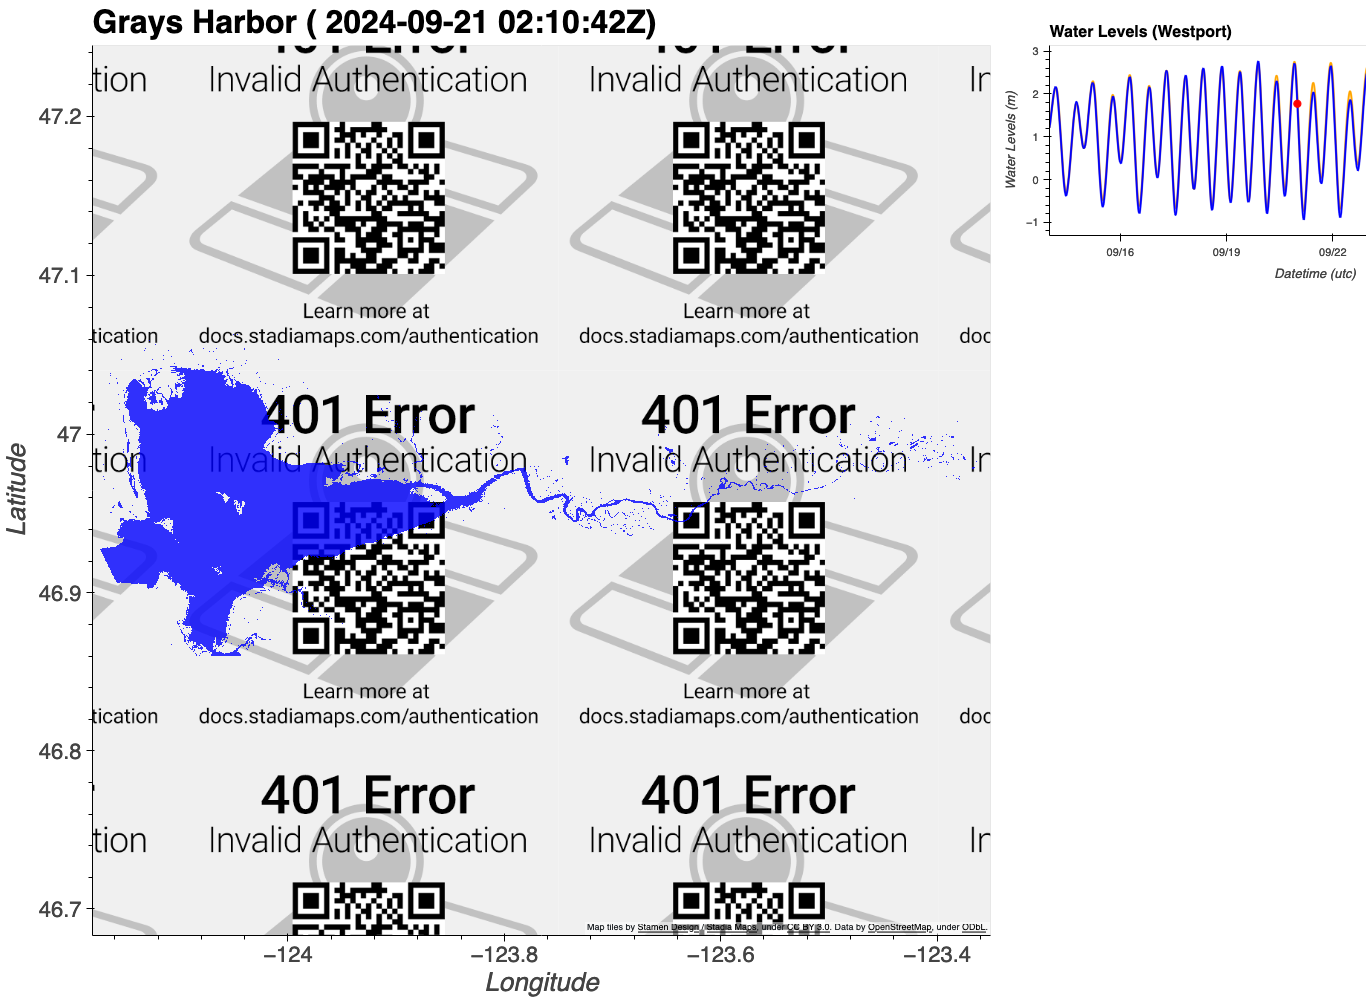 Grays Harbor ( 2024-09-21 02:10:42Z)
Water Levels (Westport)
401 Error
401 Error
tion
Invalid Authentication
Invalid Authentication
In
Learn more at
Learn more at
tication
docs.stadiamaps.com/authentication
docs.stadiamaps.com/authentication
doc
401 Error
401 Error
tion
Invalid Authentication
Invalid Authentication
In
Learn more at
Learn more at
tication
docs.stadiamaps.com/authentication
docs.stadiamaps.com/authentication
doc
401 Error
401 Error
tion
Invalid Authentication
Invalid Authentication
In
Map tiles by Stamen Design / Stadia Maps, under CC BY 3.0. Data by OpenStreetMap, under ODbL.
47.2
47.1
47
46.9
46.8
46.7
Latitude
−124
−123.8
−123.6
−123.4
Longitude
3
2
1
0
−1
Water Levels (m)
09/16
09/19
09/22
Datetime (utc)